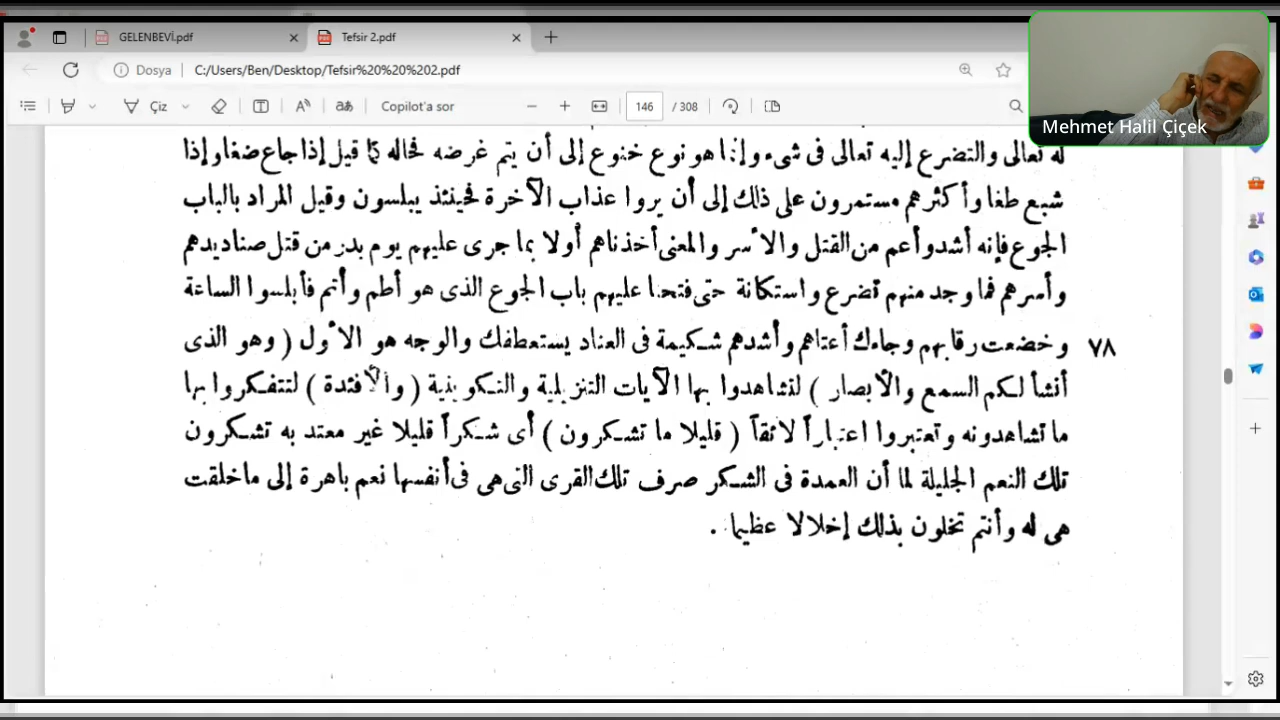 GELENBEVİ.pdf
Tefsir 2.pdf
Dosya
C:/Users/Ben/Desktop/Tefsir%20%20%202.pdf
Çiz
aあ
Copilot'a sor
146 / 308
Mehmet Halil Çiçek
له تعالى والتضرع إليه تعالى فى شىء وإنما هو نوع خنوع إلى أن يتم غرضه فحاله كما قيل إذا جاع ضغا وإذا
شبع طغا وأكثرهم مستمرون على ذلك إلى أن يروا عذاب الآخرة فحينئذ يبلسون وقيل المراد بالباب
الجوع فإنه أشد وأعم من القتل والأسر والمعنى أخذناهم أولا بما جرى عليهم يوم بدر من قتل صناديدهم
وأسرهم فما وجد منهم تضرع واستكانة حتى فتحنا عليهم باب الجوع الذى هو أطم وأتم فأبلسوا الساعة
وخضعت رقابهم وجاءك أعتاهم وأشدهم شكيمة فى العناد يستعطفك والوجه هو الأول ( وهو الذى ٧٨
أنشأ لكم السمع والأبصار ) لتشاهدوا بها الآيات التنزيلية والتكوينية ( والأفئدة ) لتتفكروا بها
ما تشاهدونه وتعتبروا اعتباراً لائقاً ( قليلا ما تشكرون ) أى شكراً قليلا غير معتد به تشكرون
تلك النعم الجليلة لما أن العمدة فى الشكر صرف تلك القرى التى هى فى أنفسها نعم باهرة إلى ما خلقت
هى له وأنتم تخلون بذلك إخلالا عظيما .